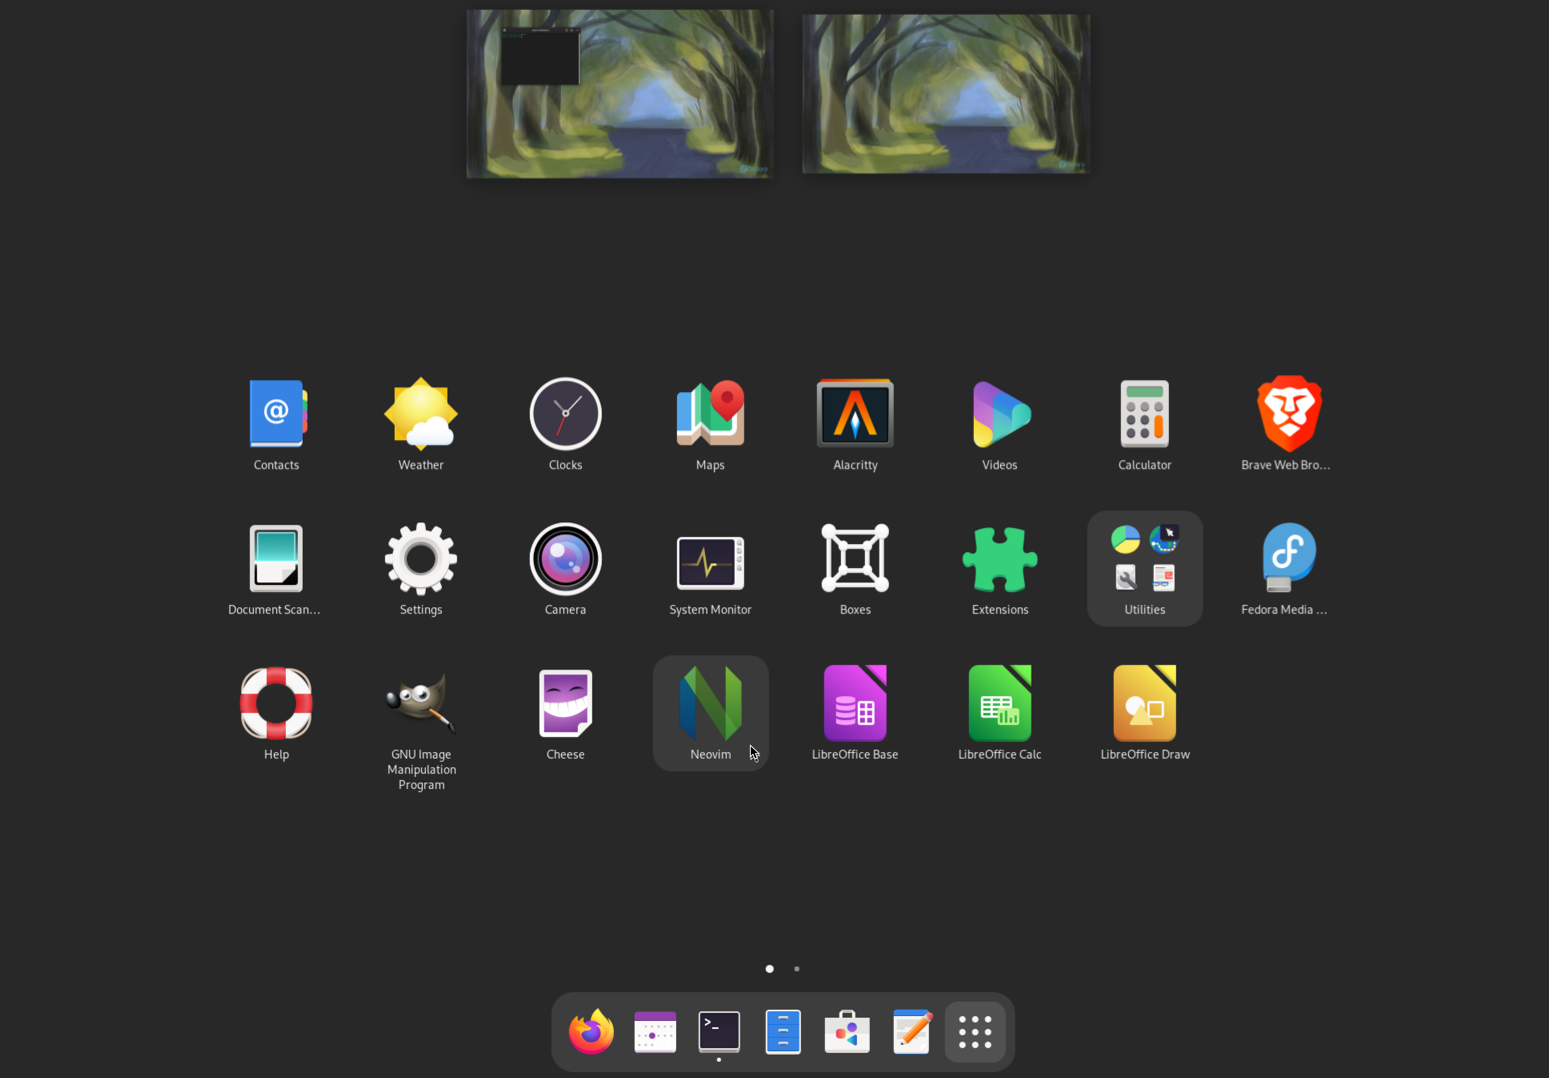 Contacts
Weather
Clocks
Maps
Alacritty
Videos
Calculator
Brave Web Bro...
Document Scan...
Settings
Camera
System Monitor
Boxes
Extensions
Utilities
Fedora Media ...
Help
GNU Image
Manipulation
Program
Cheese
Neovim
LibreOffice Base
LibreOffice Calc
LibreOffice Draw